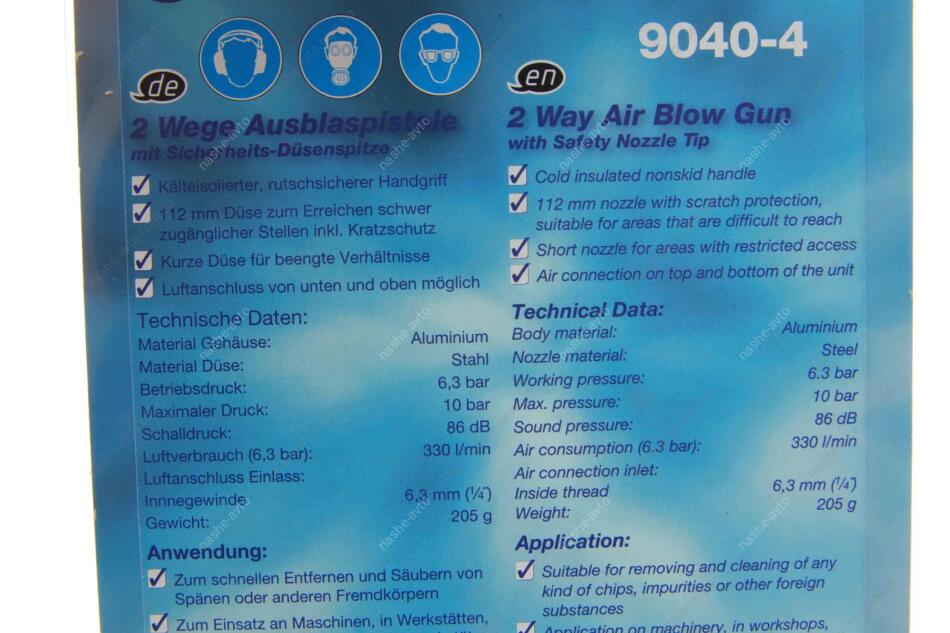 9040-4
de
2 Wege Ausblaspistole
mit Sicherheits-Düsenspitze
Kälteisolierter, rutschsicherer Handgriff
112 mm Düse zum Erreichen schwer
zugänglicher Stellen inkl. Kratzschutz
Kurze Düse für beengte Verhältnisse
Luftanschluss von unten und oben möglich
Technische Daten:
Material Gehäuse: Aluminium
Material Düse: Stahl
Betriebsdruck: 6,3 bar
Maximaler Druck: 10 bar
Schalldruck: 86 dB
Luftverbrauch (6,3 bar): 330 l/min
Luftanschluss Einlass:
Innnegewinde 6,3 mm (¼")
Gewicht: 205 g
Anwendung:
Zum schnellen Entfernen und Säubern von
Spänen oder anderen Fremdkörpern
Zum Einsatz an Maschinen, in Werkstätten,
en
2 Way Air Blow Gun
with Safety Nozzle Tip
Cold insulated nonskid handle
112 mm nozzle with scratch protection,
suitable for areas that are difficult to reach
Short nozzle for areas with restricted access
Air connection on top and bottom of the unit
Technical Data:
Body material: Aluminium
Nozzle material: Steel
Working pressure: 6.3 bar
Max. pressure: 10 bar
Sound pressure: 86 dB
Air consumption (6.3 bar): 330 l/min
Air connection inlet:
Inside thread 6,3 mm (¼")
Weight: 205 g
Application:
Suitable for removing and cleaning of any
kind of chips, impurities or other foreign
substances
Application on machinery, in workshops,
nashe-avto